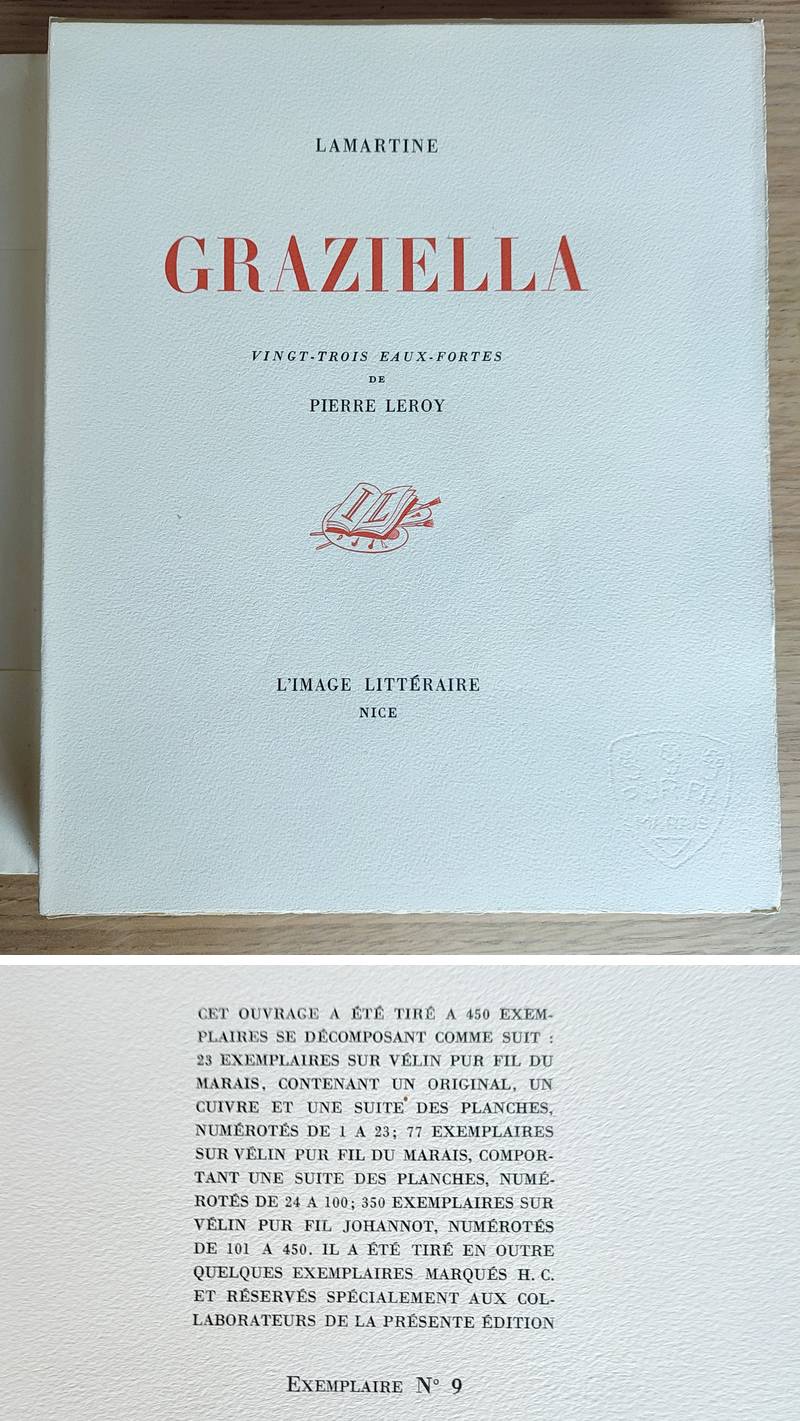 LAMARTINE
GRAZIELLA
VINGT-TROIS EAUX-FORTES
DE
PIERRE LEROY
IL
L'IMAGE LITTÉRAIRE
NICE
PUR FIL
MARAIS
CET OUVRAGE A ÉTÉ TIRÉ A 450 EXEM-
PLAIRES SE DÉCOMPOSANT COMME SUIT :
23 EXEMPLAIRES SUR VÉLIN PUR FIL DU
MARAIS, CONTENANT UN ORIGINAL, UN
CUIVRE ET UNE SUITE DES PLANCHES,
NUMÉROTÉS DE 1 A 23; 77 EXEMPLAIRES
SUR VÉLIN PUR FIL DU MARAIS, COMPOR-
TANT UNE SUITE DES PLANCHES, NUMÉ-
ROTÉS DE 24 A 100; 350 EXEMPLAIRES SUR
VÉLIN PUR FIL JOHANNOT, NUMÉROTÉS
DE 101 A 450. IL A ÉTÉ TIRÉ EN OUTRE
QUELQUES EXEMPLAIRES MARQUÉS H. C.
ET RÉSERVÉS SPÉCIALEMENT AUX COL-
LABORATEURS DE LA PRÉSENTE ÉDITION
EXEMPLAIRE N° 9